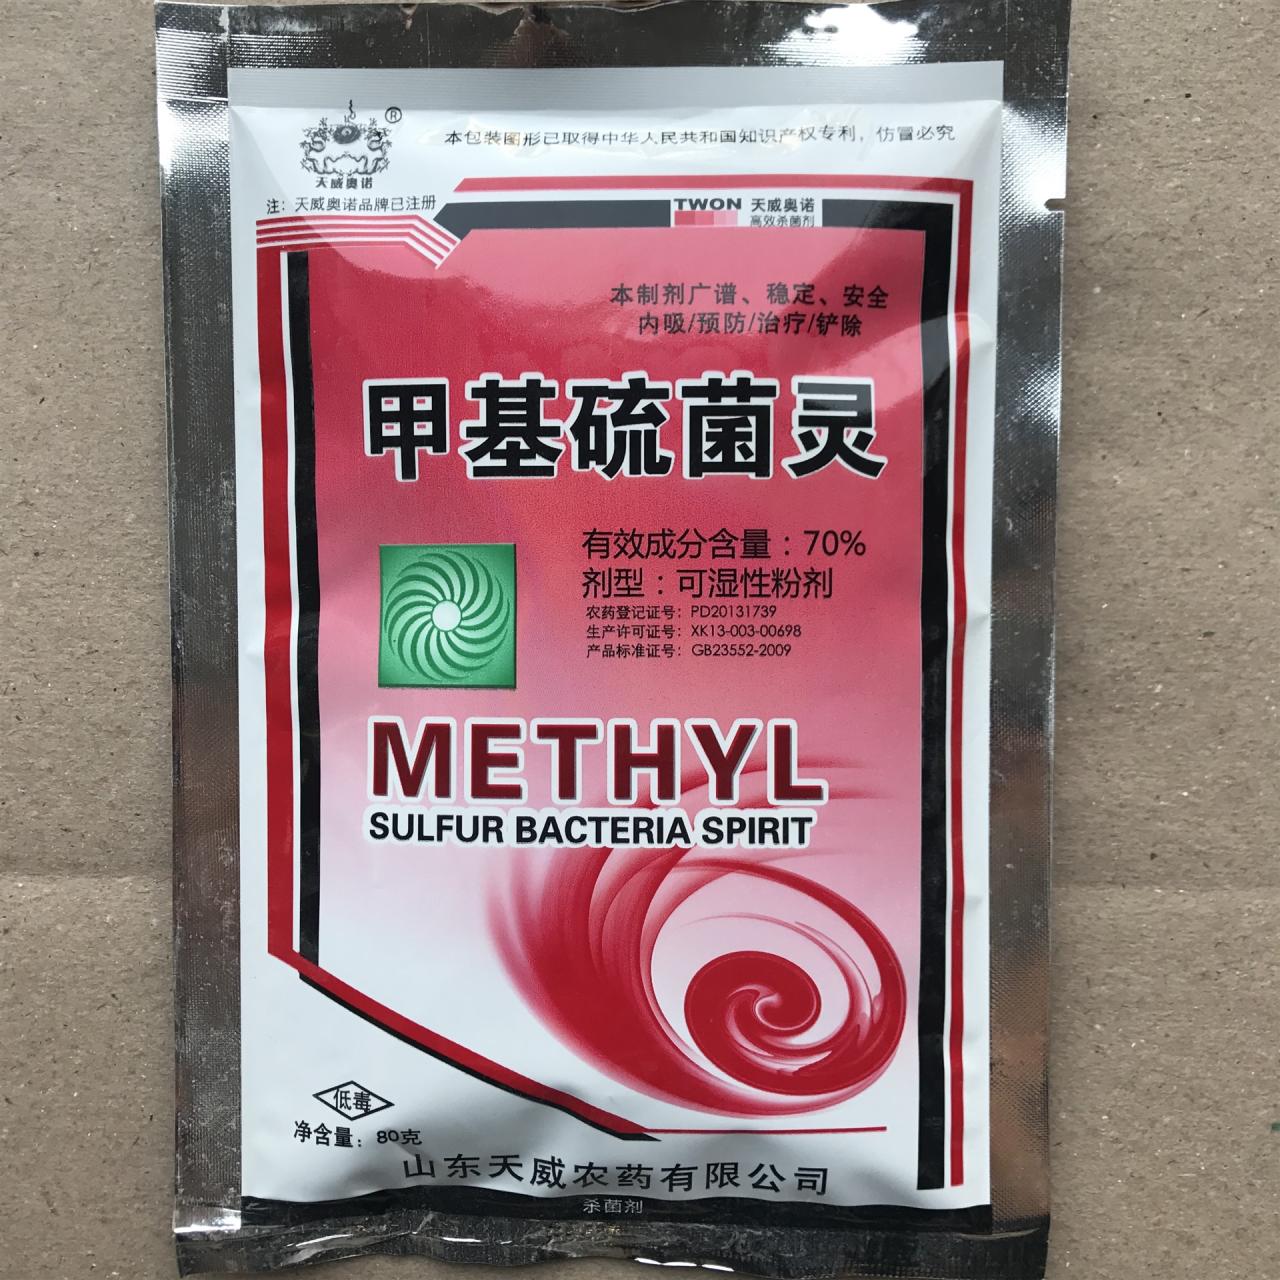 ®
本包装图形已取得中华人民共和国知识产权专利，仿冒必究
天威奥诺
注：天威奥诺品牌已注册
TWON 天威奥诺
高效杀菌剂
本制剂广谱、稳定、安全
内吸/预防/治疗/铲除
甲基硫菌灵
有效成分含量：70%
剂型：可湿性粉剂
农药登记证号：PD20131739
生产许可证号：XK13-003-00698
产品标准证号：GB23552-2009
METHYL
SULFUR BACTERIA SPIRIT
低毒
净含量：80克
山东天威农药有限公司
杀菌剂